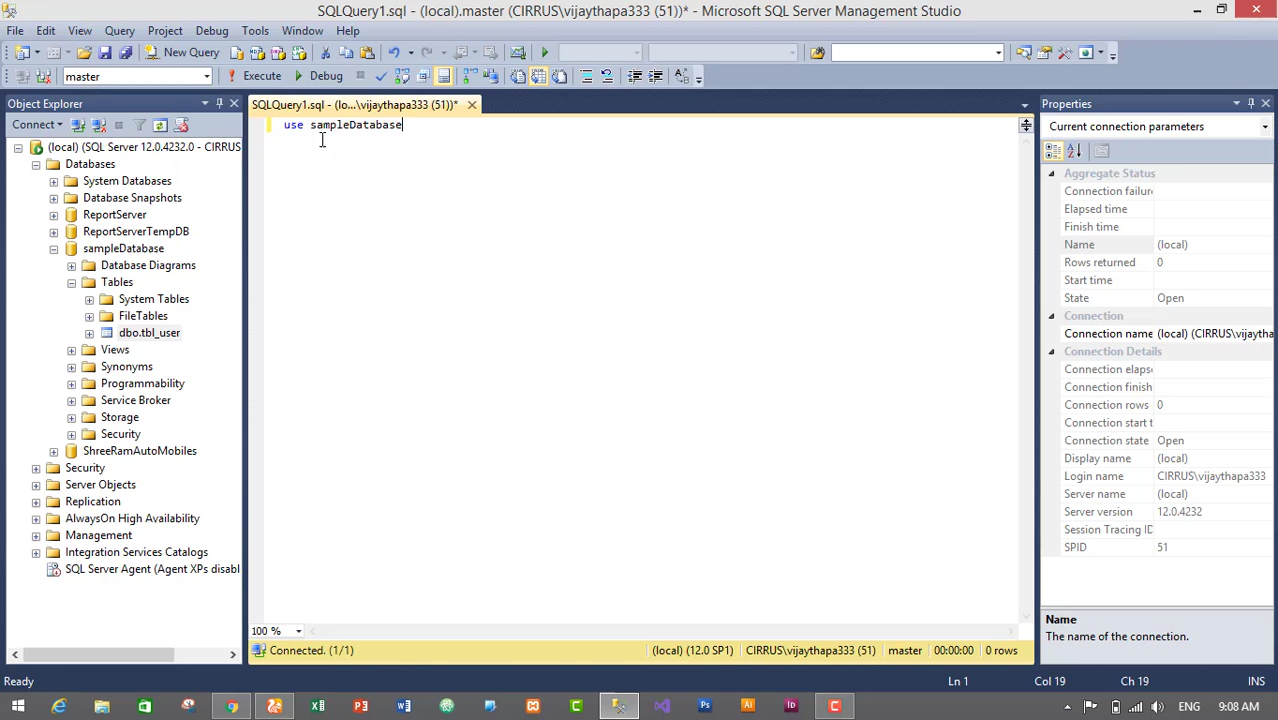 SQLQuery1.sql - (local).master (CIRRUS\vijaythapa333 (51))* - Microsoft SQL Server Management Studio
File Edit View Query Project Debug Tools Window Help
New Query
master Execute Debug
Object Explorer
Connect
(local) (SQL Server 12.0.4232.0 - CIRRUS
Databases
System Databases
Database Snapshots
ReportServer
ReportServerTempDB
sampleDatabase
Database Diagrams
Tables
System Tables
FileTables
dbo.tbl_user
Views
Synonyms
Programmability
Service Broker
Storage
Security
ShreeRamAutoMobiles
Security
Server Objects
Replication
AlwaysOn High Availability
Management
Integration Services Catalogs
SQL Server Agent (Agent XPs disabl
SQLQuery1.sql - (lo...\vijaythapa333 (51))*
use sampleDatabase
100 %
Connected. (1/1) (local) (12.0 SP1) CIRRUS\vijaythapa333 (51) master 00:00:00 0 rows
Properties
Current connection parameters
Aggregate Status
Connection failure
Elapsed time
Finish time
Name (local)
Rows returned 0
Start time
State Open
Connection
Connection name (local) (CIRRUS\vijaytha
Connection Details
Connection elapse
Connection finish
Connection rows 0
Connection start t
Connection state Open
Display name (local)
Login name CIRRUS\vijaythapa333
Server name (local)
Server version 12.0.4232
Session Tracing ID
SPID 51
Name
The name of the connection.
Ready Ln 1 Col 19 Ch 19 INS
ENG 9:08 AM